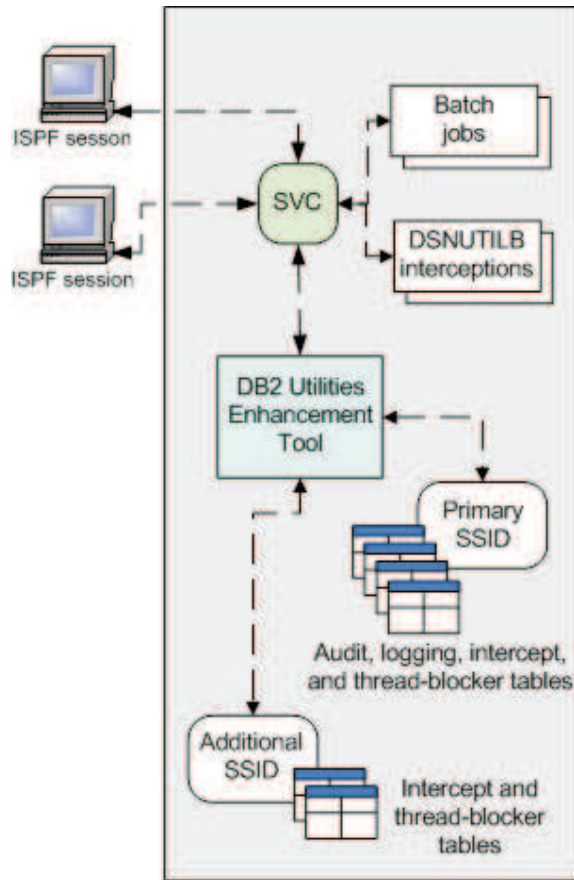 ISPF sesson
ISPF session
SVC
Batch
jobs
DSNUTILB
interceptions
DB2 Utilities
Enhancement
Tool
Primary
SSID
Audit, logging, intercept,
and thread-blocker tables
Additional
SSID
Intercept and
thread-blocker
tables